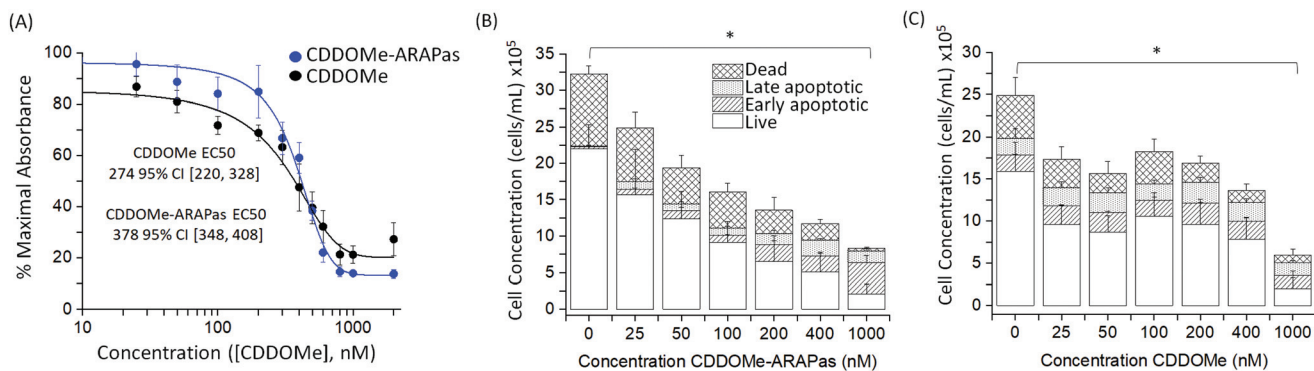 (A)
100
80
60
40
20
0
% Maximal Absorbance
CDDOMe-ARAPas
CDDOMe
CDDOMe EC50
274 95% CI [220, 328]
CDDOMe-ARAPas EC50
378 95% CI [348, 408]
10 100 1000
Concentration ([CDDOMe], nM)
(B)
35
30
25
20
15
10
5
0
Cell Concentration (cells/mL) x10⁵
*
Dead
Late apoptotic
Early apoptotic
Live
0 25 50 100 200 400 1000
Concentration CDDOMe-ARAPas (nM)
(C)
30
25
20
15
10
5
0
Cell Concentration (cells/mL) x10⁵
*
0 25 50 100 200 400 1000
Concentration CDDOMe (nM)